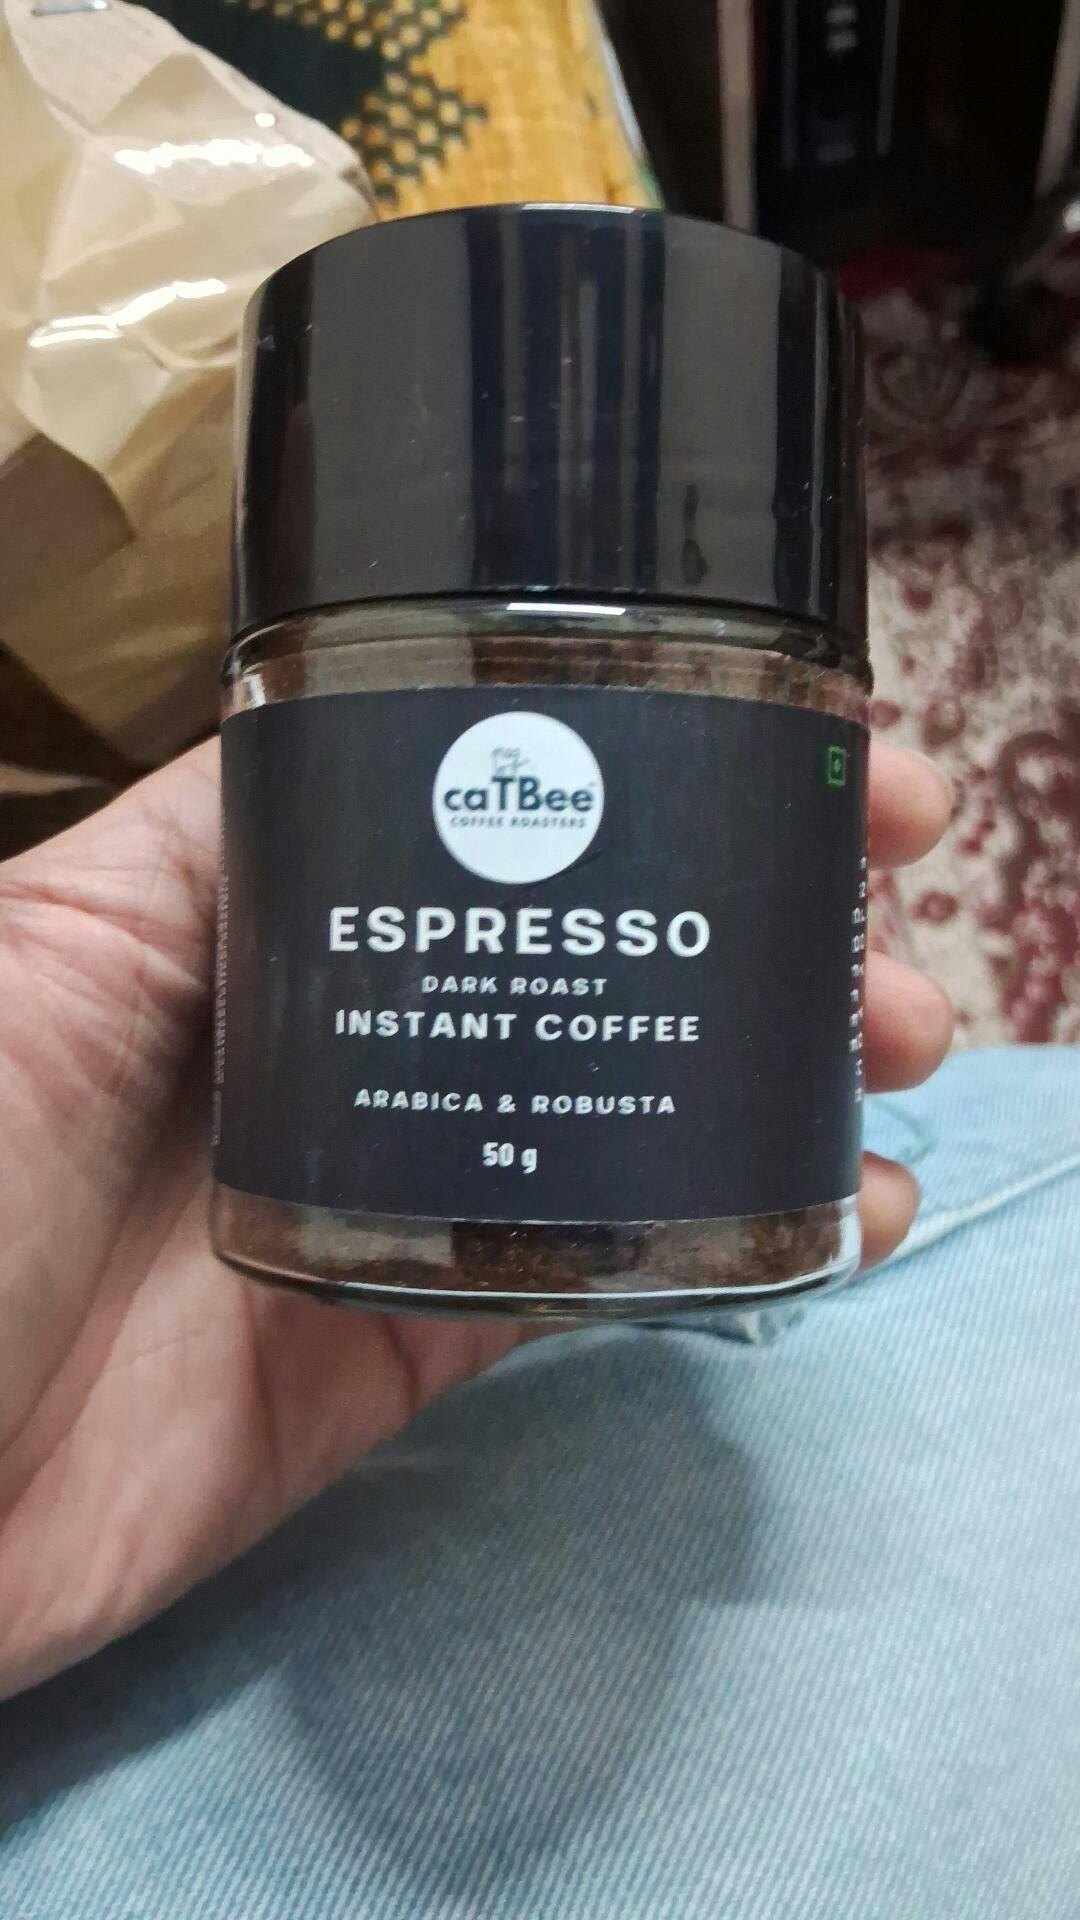 caTBee
COFFEE ROASTERS
ESPRESSO
DARK ROAST
INSTANT COFFEE
ARABICA & ROBUSTA
50 g